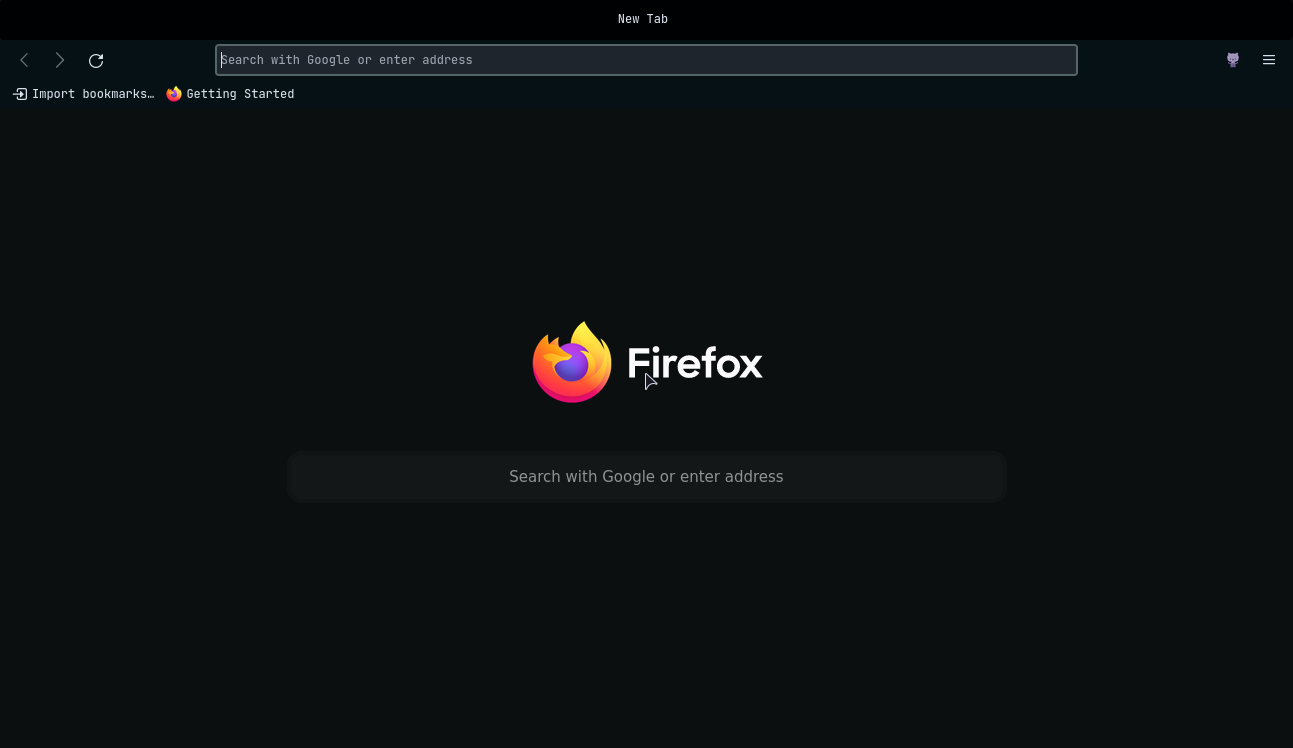 New Tab
Search with Google or enter address
Import bookmarks…
Getting Started
Firefox
Search with Google or enter address